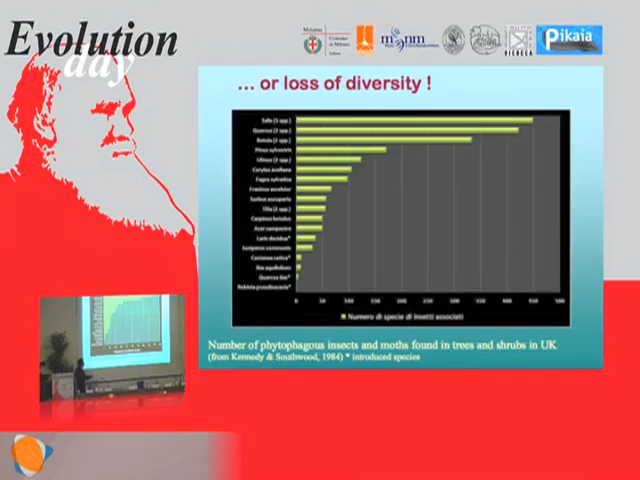 Evolution
day
Comune
di Milano
BICOCCA
Pikaia
... or loss of diversity !
Salix (5 spp.)
Quercus (2 spp.)
Betula (2 spp.)
Pinus sylvestris
Ulmus (2 spp.)
Corylus avellana
Fagus sylvatica
Fraxinus excelsior
Sorbus aucuparia
Tilia (2 spp.)
Carpinus betulus
Acer campestre
Larix decidua*
Juniperus communis
Castanea sativa*
Ilex aquifolium
Quercus ilex*
Robinia pseudoacacia*
0 50 100 150 200 250 300 350 400 450 500
Numero di specie di insetti associati
Number of phytophagous insects and moths found in trees and shrubs in UK
(from Kennedy & Southwood, 1984) * introduced species